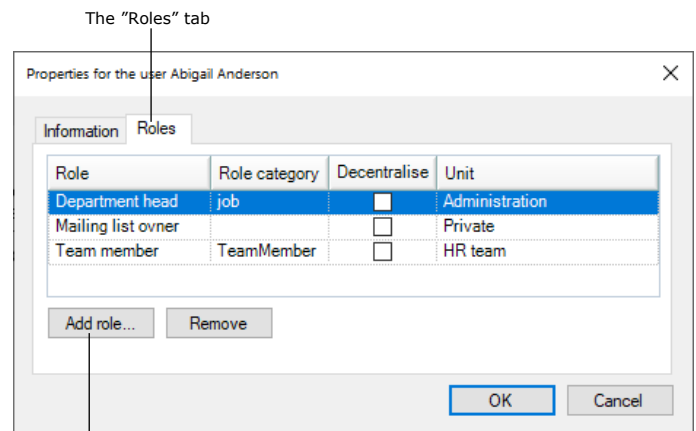 The ”Roles” tab
Properties for the user Abigail Anderson
Information Roles
Role Role category Decentralise Unit
Department head job Administration
Mailing list owner Private
Team member TeamMember HR team
Add role... Remove
OK Cancel